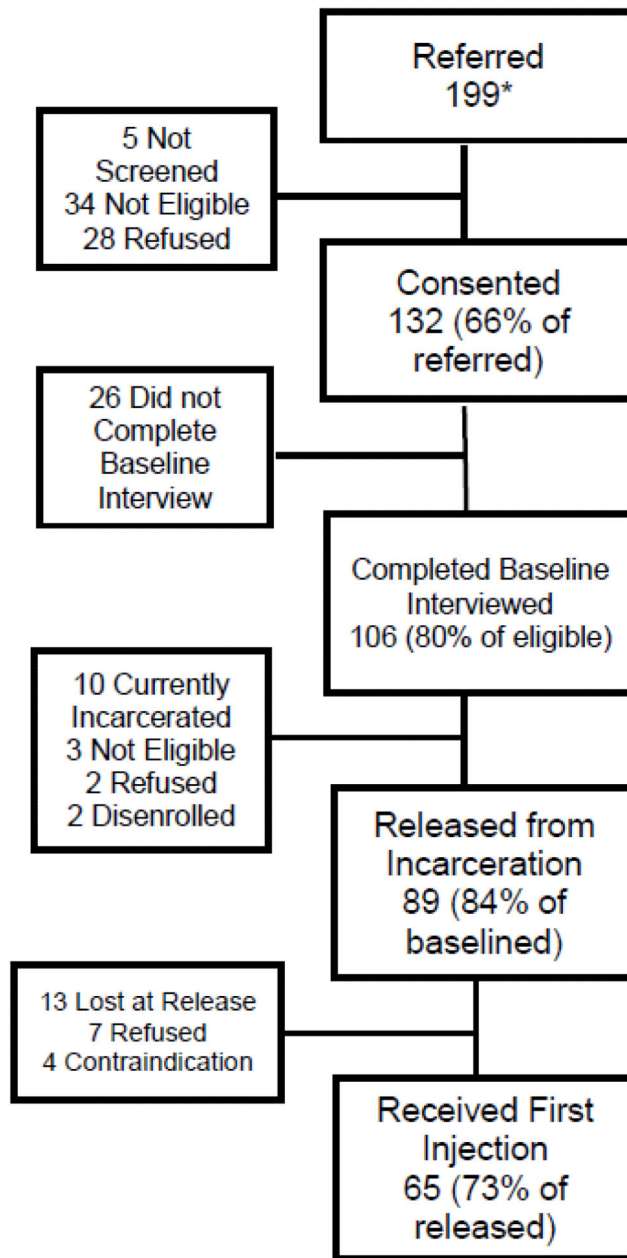 Referred
199*
5 Not
Screened
34 Not Eligible
28 Refused
Consented
132 (66% of
referred)
26 Did not
Complete
Baseline
Interview
Completed Baseline
Interviewed
106 (80% of eligible)
10 Currently
Incarcerated
3 Not Eligible
2 Refused
2 Disenrolled
Released from
Incarceration
89 (84% of
baselined)
13 Lost at Release
7 Refused
4 Contraindication
Received First
Injection
65 (73% of
released)